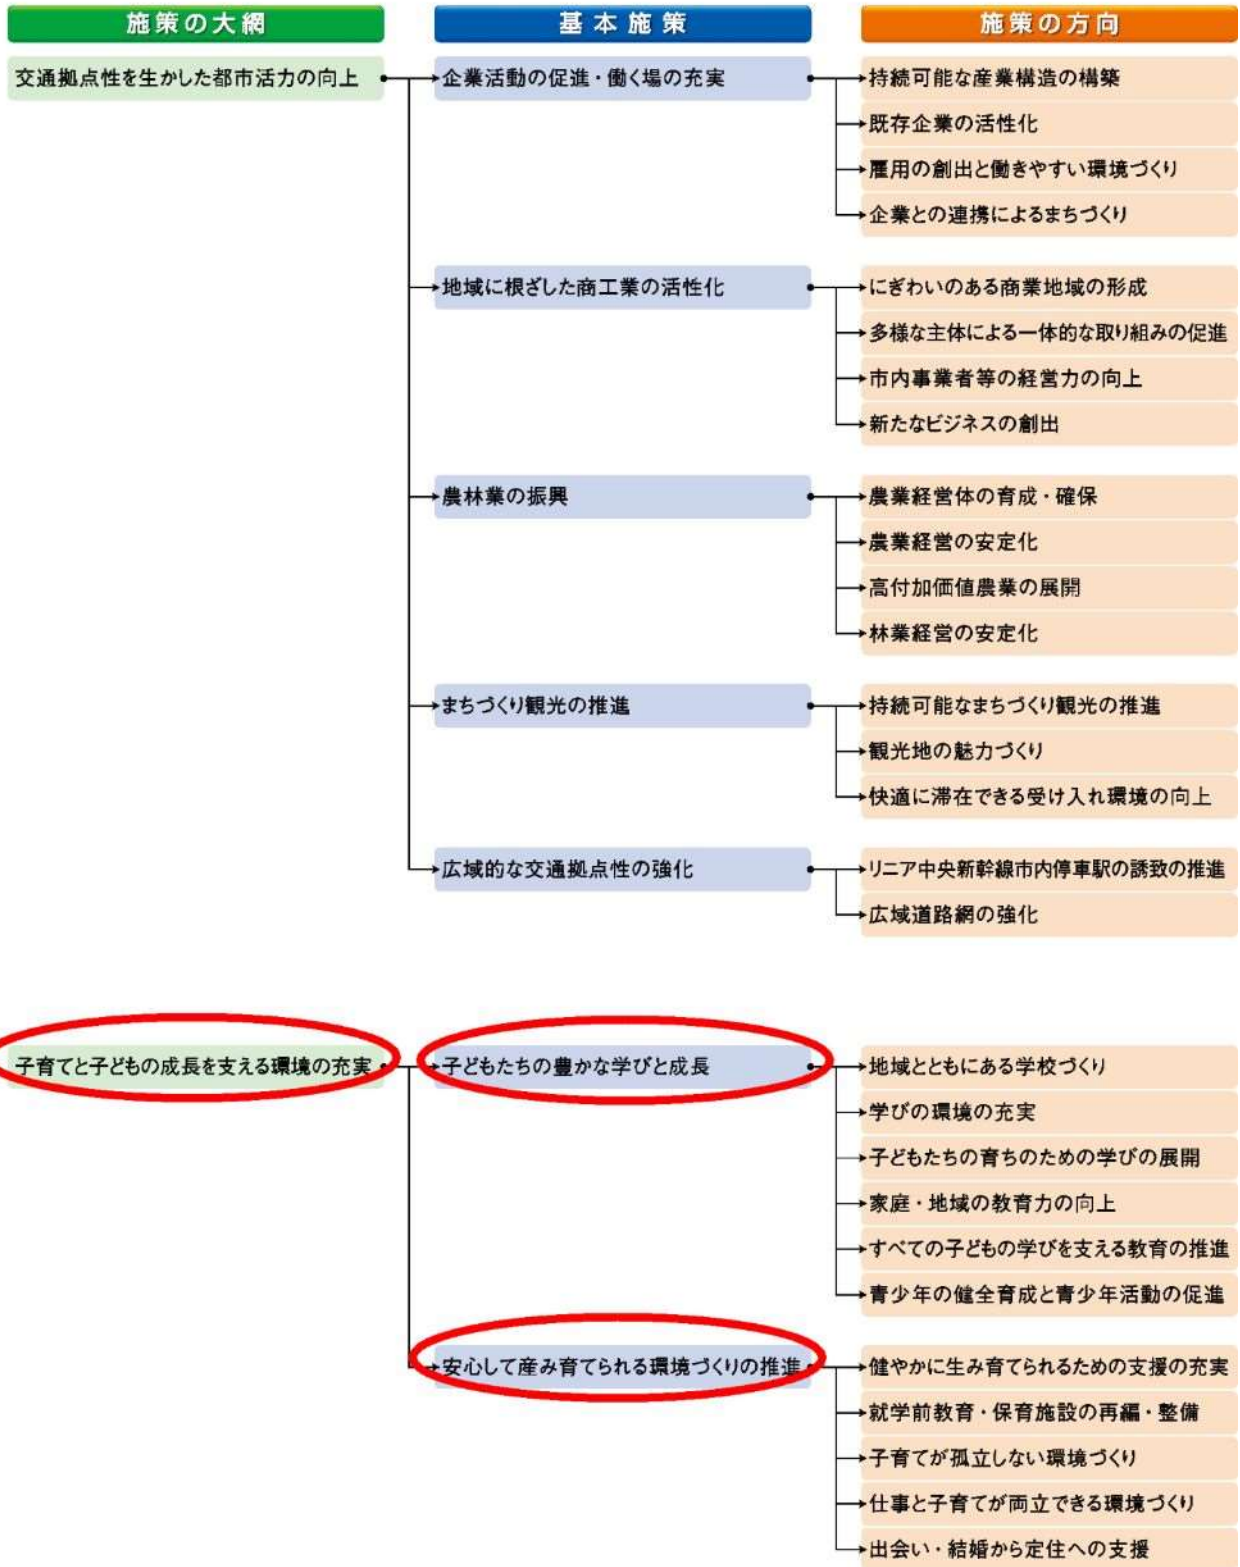 施策の大網
基本施策
施策の方向
交通拠点性を生かした都市活力の向上
企業活動の促進・働く場の充実
持続可能な産業構造の構築
既存企業の活性化
雇用の創出と働きやすい環境づくり
企業との連携によるまちづくり
地域に根ざした商工業の活性化
にぎわいのある商業地域の形成
多様な主体による一体的な取り組みの促進
市内事業者等の経営力の向上
新たなビジネスの創出
農林業の振興
農業経営体の育成・確保
農業経営の安定化
高付加価値農業の展開
林業経営の安定化
まちづくり観光の推進
持続可能なまちづくり観光の推進
観光地の魅力づくり
快適に滞在できる受け入れ環境の向上
広域的な交通拠点性の強化
リニア中央新幹線市内停車駅の誘致の推進
広域道路網の強化
子育てと子どもの成長を支える環境の充実
子どもたちの豊かな学びと成長
地域とともにある学校づくり
学びの環境の充実
子どもたちの育ちのための学びの展開
家庭・地域の教育力の向上
すべての子どもの学びを支える教育の推進
青少年の健全育成と青少年活動の促進
安心して産み育てられる環境づくりの推進
健やかに生み育てられるための支援の充実
就学前教育・保育施設の再編・整備
子育てが孤立しない環境づくり
仕事と子育てが両立できる環境づくり
出会い・結婚から定住への支援